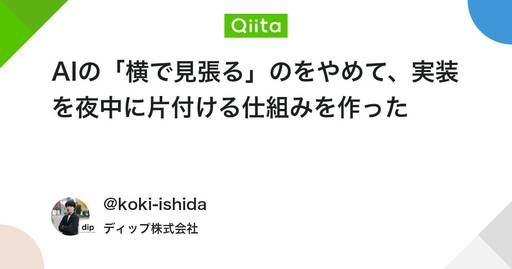 Qiita
AIの「横で見張る」のをやめて、実装
を夜中に片付ける仕組みを作った
@koki-ishida
dip
ディップ株式会社